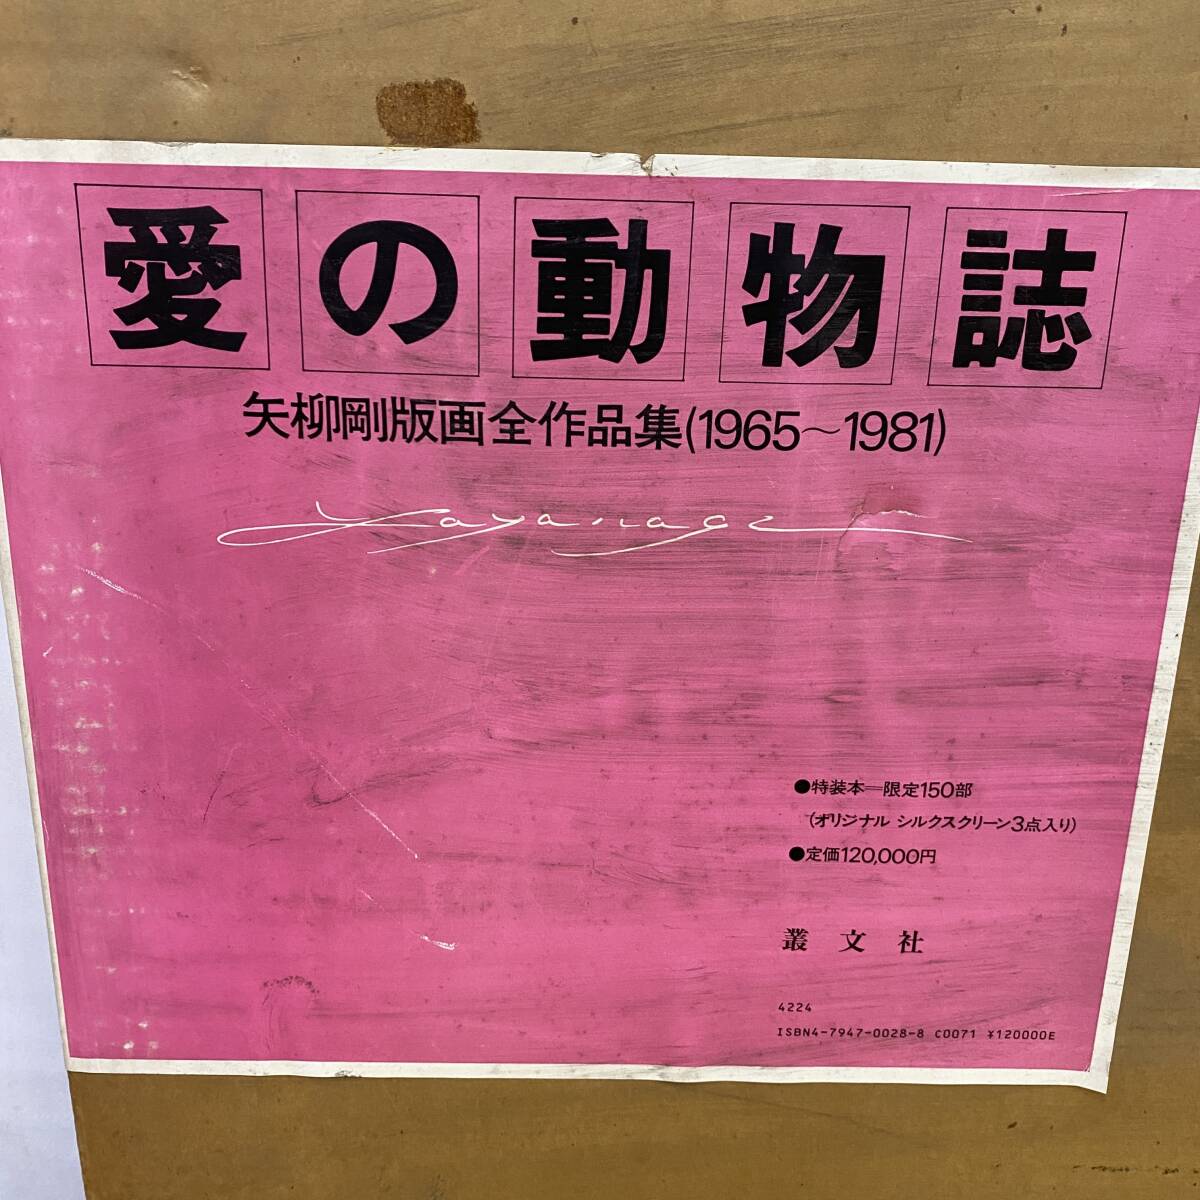 愛の動物誌
矢柳剛版画全作品集(1965～1981)
yayanagi
●特装本＝限定150部
(オリジナル シルクスクリーン3点入り)
●定価120,000円
叢文社
4224
ISBN4-7947-0028-8 C0071 ¥120000E